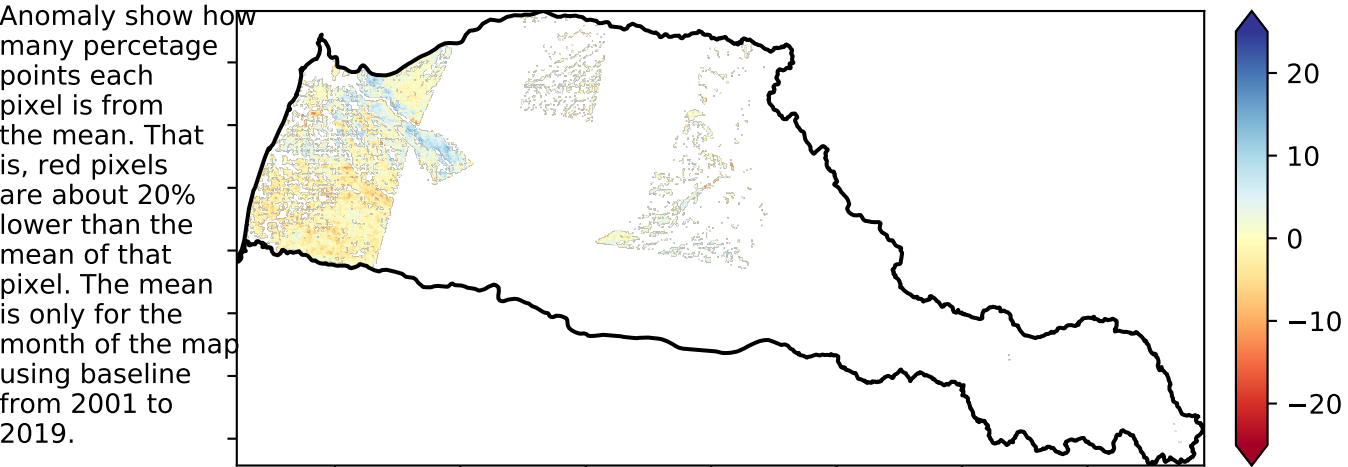 Anomaly show how
many percetage
points each
pixel is from
the mean. That
is, red pixels
are about 20%
lower than the
mean of that
pixel. The mean
is only for the
month of the map
using baseline
from 2001 to
2019.
20
10
0
−10
−20